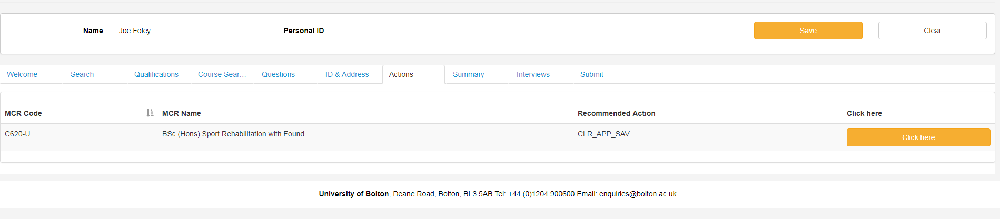 Name Joe Foley Personal ID Save Clear
Welcome Search Qualifications Course Sear... Questions ID & Address Actions Summary Interviews Submit
MCR Code MCR Name Recommended Action Click here
C620-U BSc (Hons) Sport Rehabilitation with Found CLR_APP_SAV Click here
University of Bolton, Deane Road, Bolton, BL3 5AB Tel: +44 (0)1204 900600 Email: enquiries@bolton.ac.uk